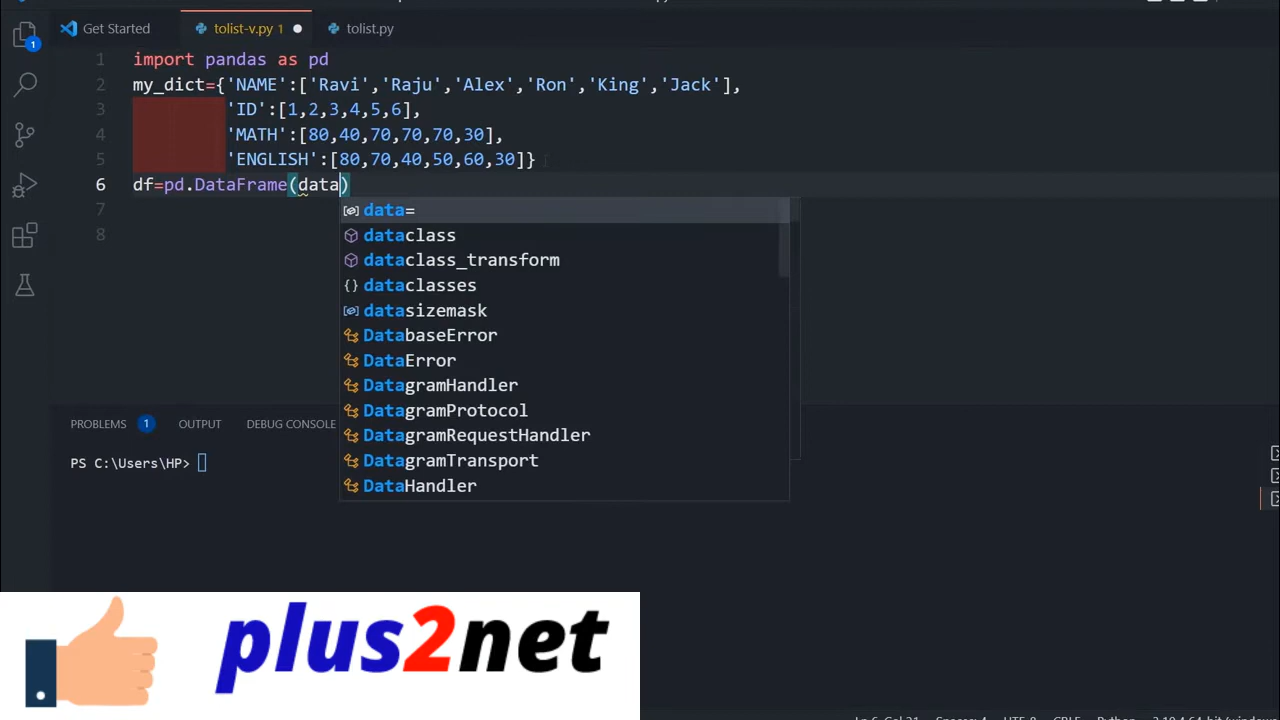 Get Started
tolist-v.py 1
tolist.py
1
1 import pandas as pd
2 my_dict={'NAME':['Ravi','Raju','Alex','Ron','King','Jack'],
3 'ID':[1,2,3,4,5,6],
4 'MATH':[80,40,70,70,70,30],
5 'ENGLISH':[80,70,40,50,60,30]}
6 df=pd.DataFrame(data)
7
8
data=
dataclass
dataclass_transform
dataclasses
datasizemask
DatabaseError
DataError
DatagramHandler
DatagramProtocol
DatagramRequestHandler
DatagramTransport
DataHandler
PROBLEMS 1 OUTPUT DEBUG CONSOLE
PS C:\Users\HP>
plus2net